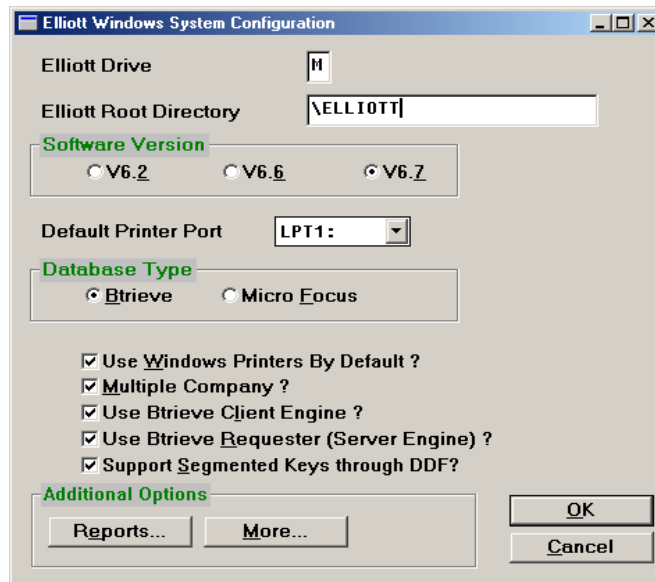 Elliott Windows System Configuration
Elliott Drive M
Elliott Root Directory \ELLIOTT
Software Version
V6.2 V6.6 V6.7
Default Printer Port LPT1:
Database Type
Btrieve Micro Focus
Use Windows Printers By Default ?
Multiple Company ?
Use Btrieve Client Engine ?
Use Btrieve Requester (Server Engine) ?
Support Segmented Keys through DDF?
Additional Options
Reports... More...
OK
Cancel